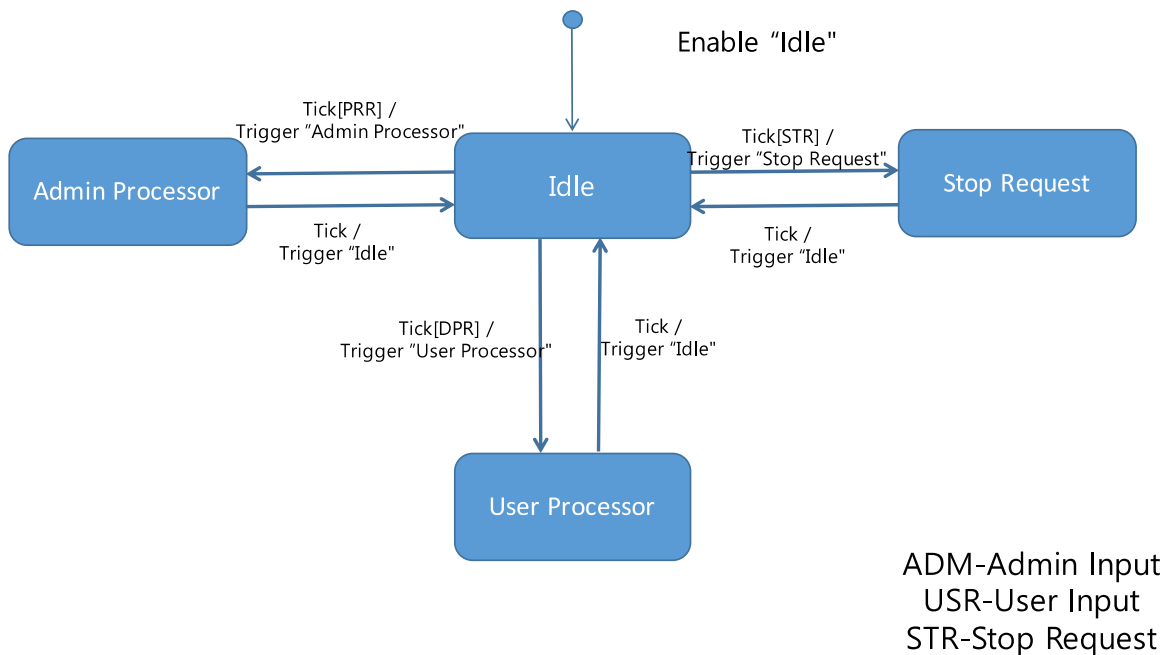 Enable “Idle"
Tick[PRR] /
Trigger “Admin Processor"
Tick[STR] /
Trigger “Stop Request"
Admin Processor
Idle
Stop Request
Tick /
Trigger “Idle"
Tick /
Trigger “Idle"
Tick[DPR] /
Trigger “User Processor"
Tick /
Trigger “Idle"
User Processor
ADM-Admin Input
USR-User Input
STR-Stop Request